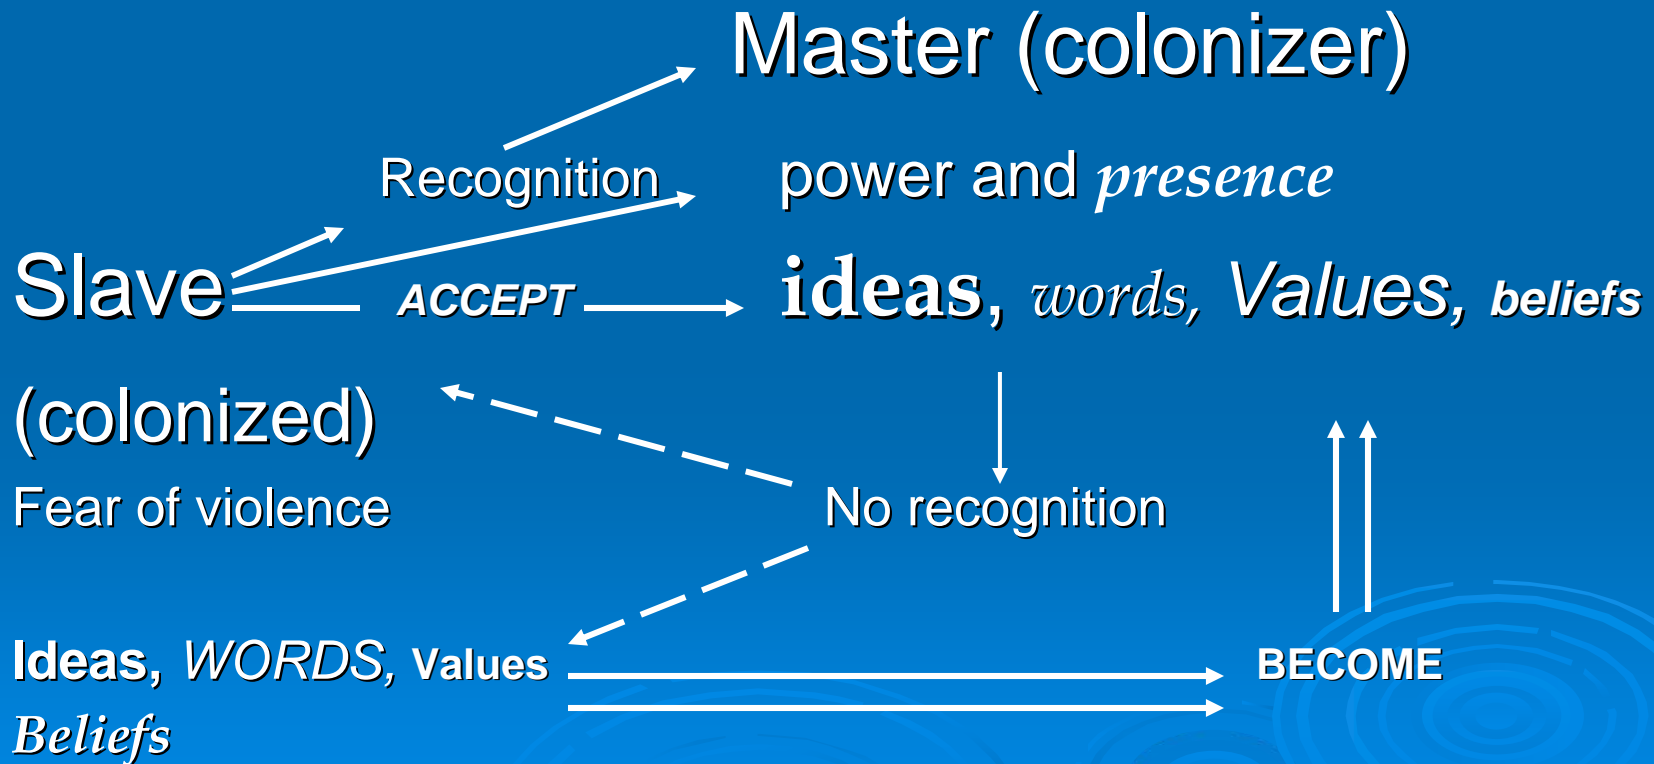 Master (colonizer)
Recognition power and presence
Slave ACCEPT ideas, words, Values, beliefs
(colonized)
Fear of violence No recognition
Ideas, WORDS, Values BECOME
Beliefs